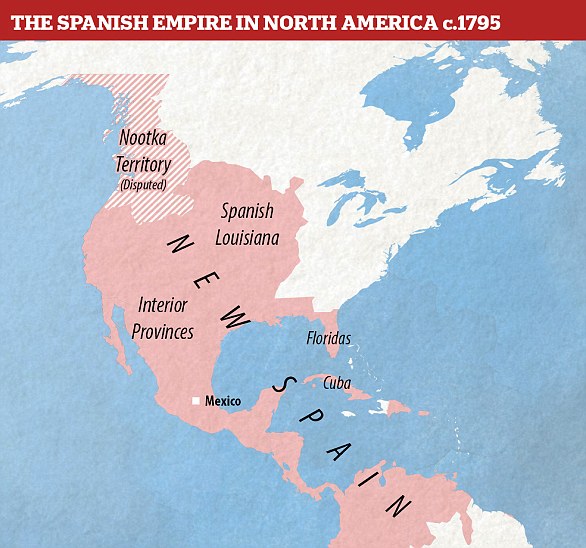 THE SPANISH EMPIRE IN NORTH AMERICA c.1795
Nootka
Territory
(Disputed)
Spanish
Louisiana
NEW SPAIN
Interior
Provinces
Floridas
Cuba
Mexico